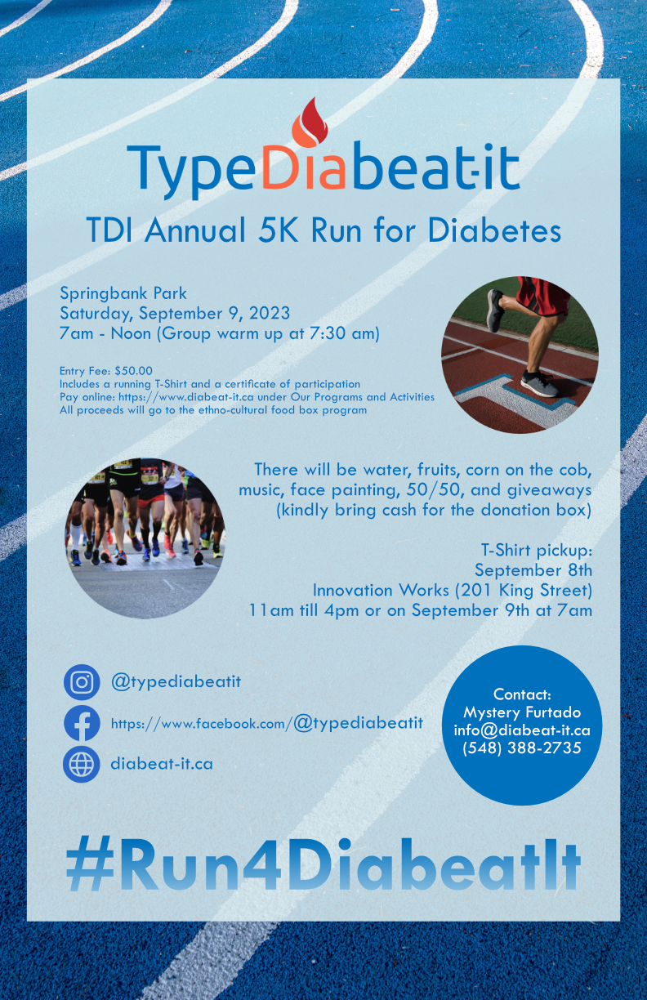 TypeDiabeat-it
TDI Annual 5K Run for Diabetes
Springbank Park
Saturday, September 9, 2023
7am - Noon (Group warm up at 7:30 am)
Entry Fee: $50.00
Includes a running T-Shirt and a certificate of participation
Pay online: https://www.diabeat-it.ca under Our Programs and Activities
All proceeds will go to the ethno-cultural food box program
There will be water, fruits, corn on the cob,
music, face painting, 50/50, and giveaways
(kindly bring cash for the donation box)
T-Shirt pickup:
September 8th
Innovation Works (201 King Street)
11am till 4pm or on September 9th at 7am
@typediabeatit
https://www.facebook.com/@typediabeatit
diabeat-it.ca
Contact:
Mystery Furtado
info@diabeat-it.ca
(548) 388-2735
#Run4DiabeatIt